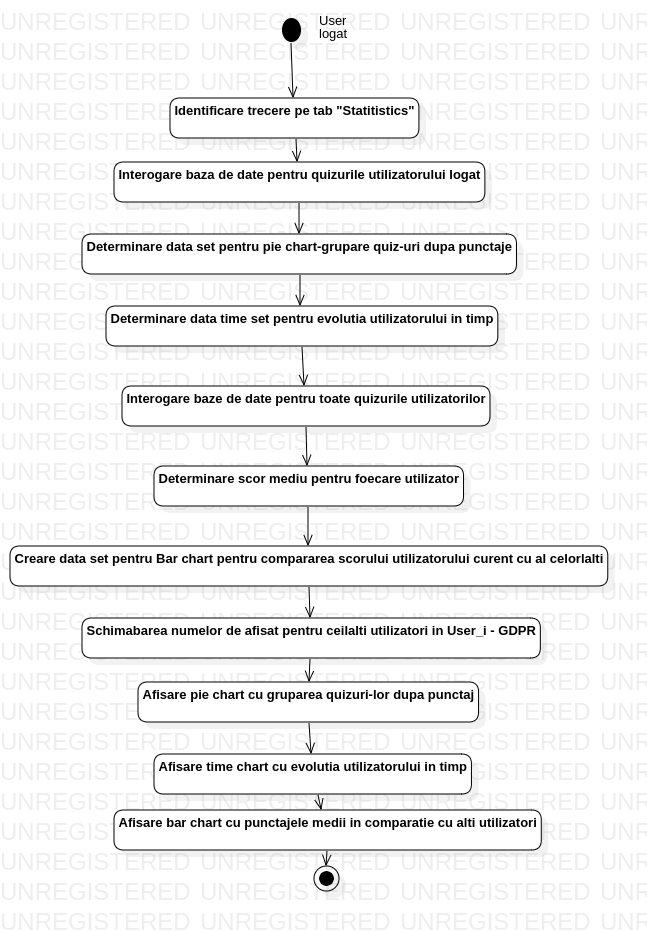 User
logat
Identificare trecere pe tab "Statitistics"
Interogare baza de date pentru quizurile utilizatorului logat
Determinare data set pentru pie chart-grupare quiz-uri dupa punctaje
Determinare data time set pentru evolutia utilizatorului in timp
Interogare baze de date pentru toate quizurile utilizatorilor
Determinare scor mediu pentru foecare utilizator
Creare data set pentru Bar chart pentru compararea scorului utilizatorului curent cu al celorlalti
Schimabarea numelor de afisat pentru ceilalti utilizatori in User_i - GDPR
Afisare pie chart cu gruparea quizuri-lor dupa punctaj
Afisare time chart cu evolutia utilizatorului in timp
Afisare bar chart cu punctajele medii in comparatie cu alti utilizatori